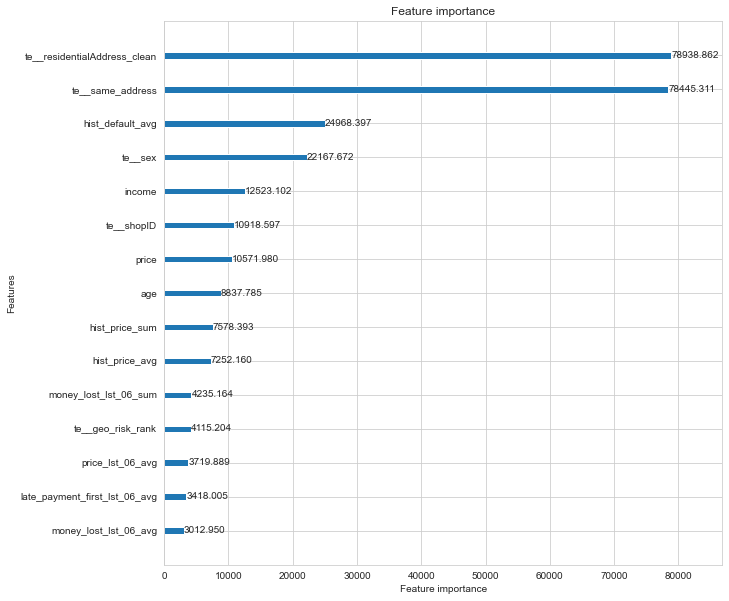 Feature importance
te__residentialAddress_clean
78938.862
te__same_address
78445.311
hist_default_avg
24968.397
te__sex
22167.672
income
12523.102
te__shopID
10918.597
price
10571.980
age
8837.785
hist_price_sum
7578.393
hist_price_avg
7252.160
money_lost_lst_06_sum
4235.164
te__geo_risk_rank
4115.204
price_lst_06_avg
3719.889
late_payment_first_lst_06_avg
3418.005
money_lost_lst_06_avg
3012.950
Features
0 10000 20000 30000 40000 50000 60000 70000 80000
Feature importance